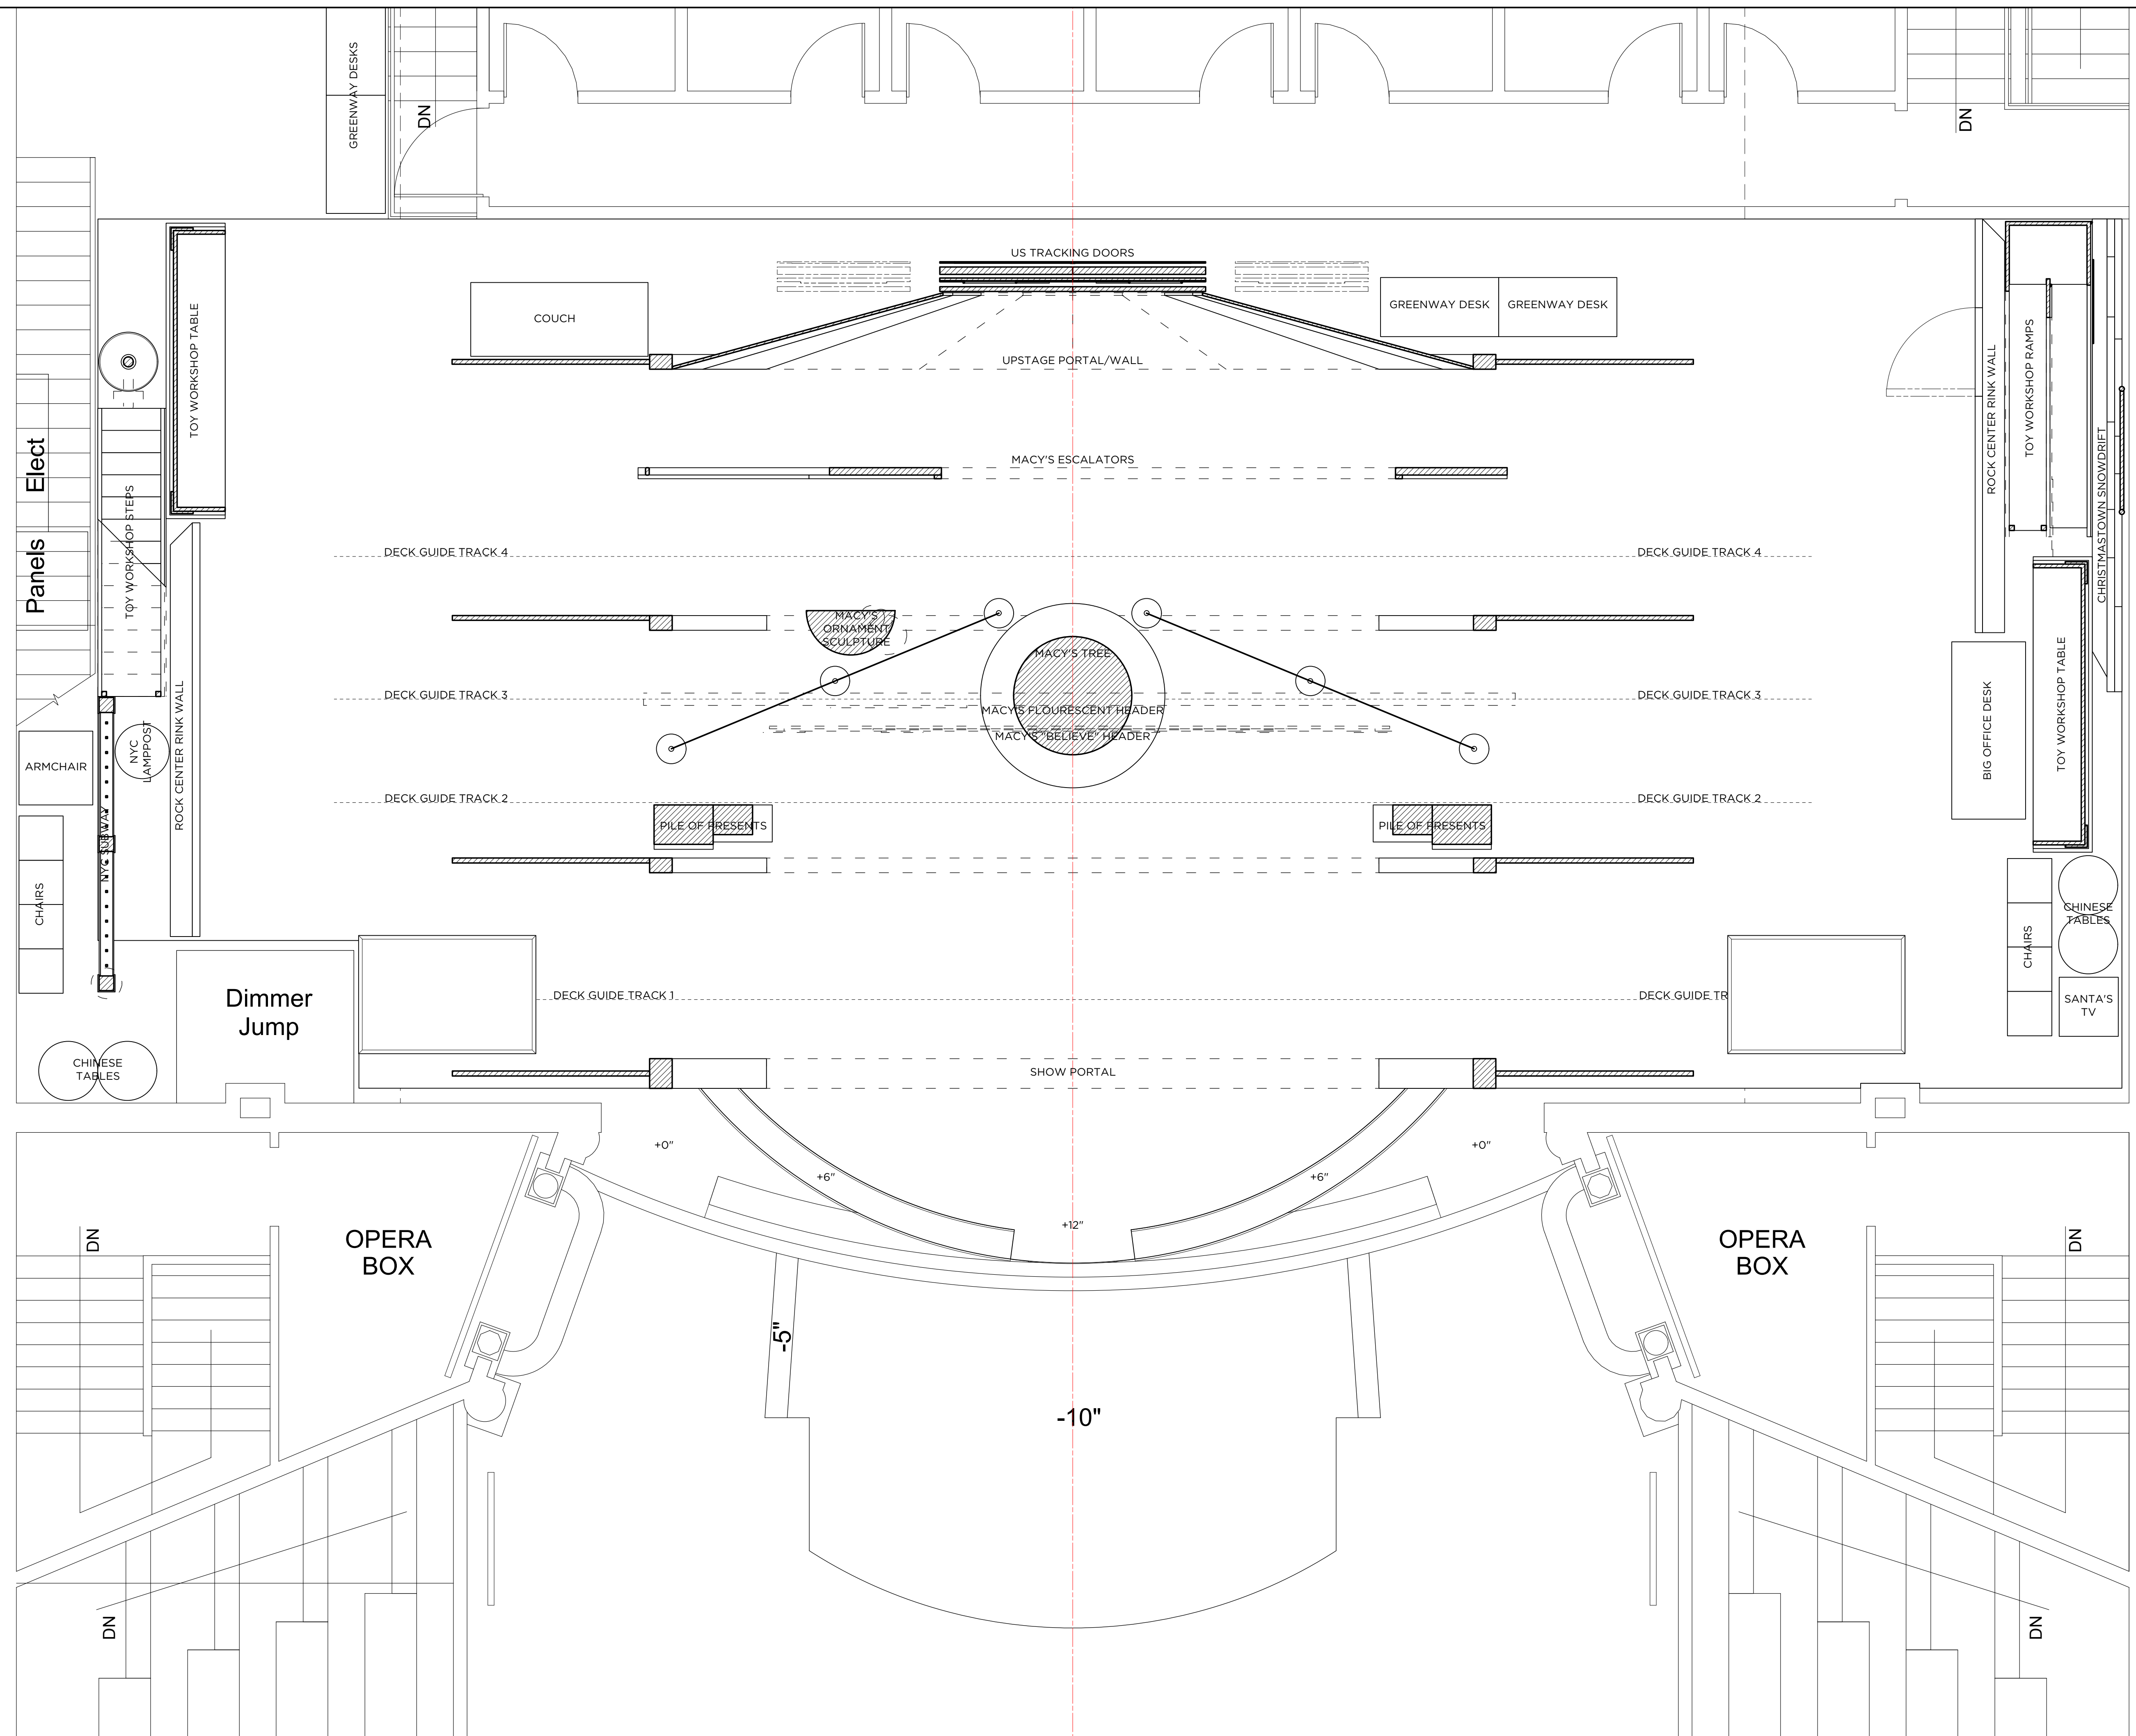 GREENWAY DESKS
DN
DN
US TRACKING DOORS
COUCH
GREENWAY DESK
GREENWAY DESK
UPSTAGE PORTAL/WALL
TOY WORKSHOP TABLE
ROCK CENTER RINK WALL
TOY WORKSHOP RAMPS
CHRISTMASTOWN SNOWDRIFT
MACY'S ESCALATORS
Panels Elect
TOY WORKSHOP STEPS
DECK GUIDE TRACK 4
DECK GUIDE TRACK 4
MACY'S
ORNAMENT
SCULPTURE
MACY'S TREE
DECK GUIDE TRACK 3
DECK GUIDE TRACK 3
MACY'S FLOURESCENT HEADER
MACY'S "BELIEVE" HEADER
ARMCHAIR
NYC
LAMPPOST
ROCK CENTER RINK WALL
BIG OFFICE DESK
TOY WORKSHOP TABLE
DECK GUIDE TRACK 2
DECK GUIDE TRACK 2
PILE OF PRESENTS
PILE OF PRESENTS
NYC SUBWAY
CHAIRS
CHINESE
TABLES
CHAIRS
Dimmer
Jump
DECK GUIDE TRACK 1
DECK GUIDE TR
SANTA'S
TV
CHINESE
TABLES
SHOW PORTAL
+0"
+0"
+6"
+6"
+12"
DN
OPERA
BOX
OPERA
BOX
DN
-5"
-10"
DN
DN